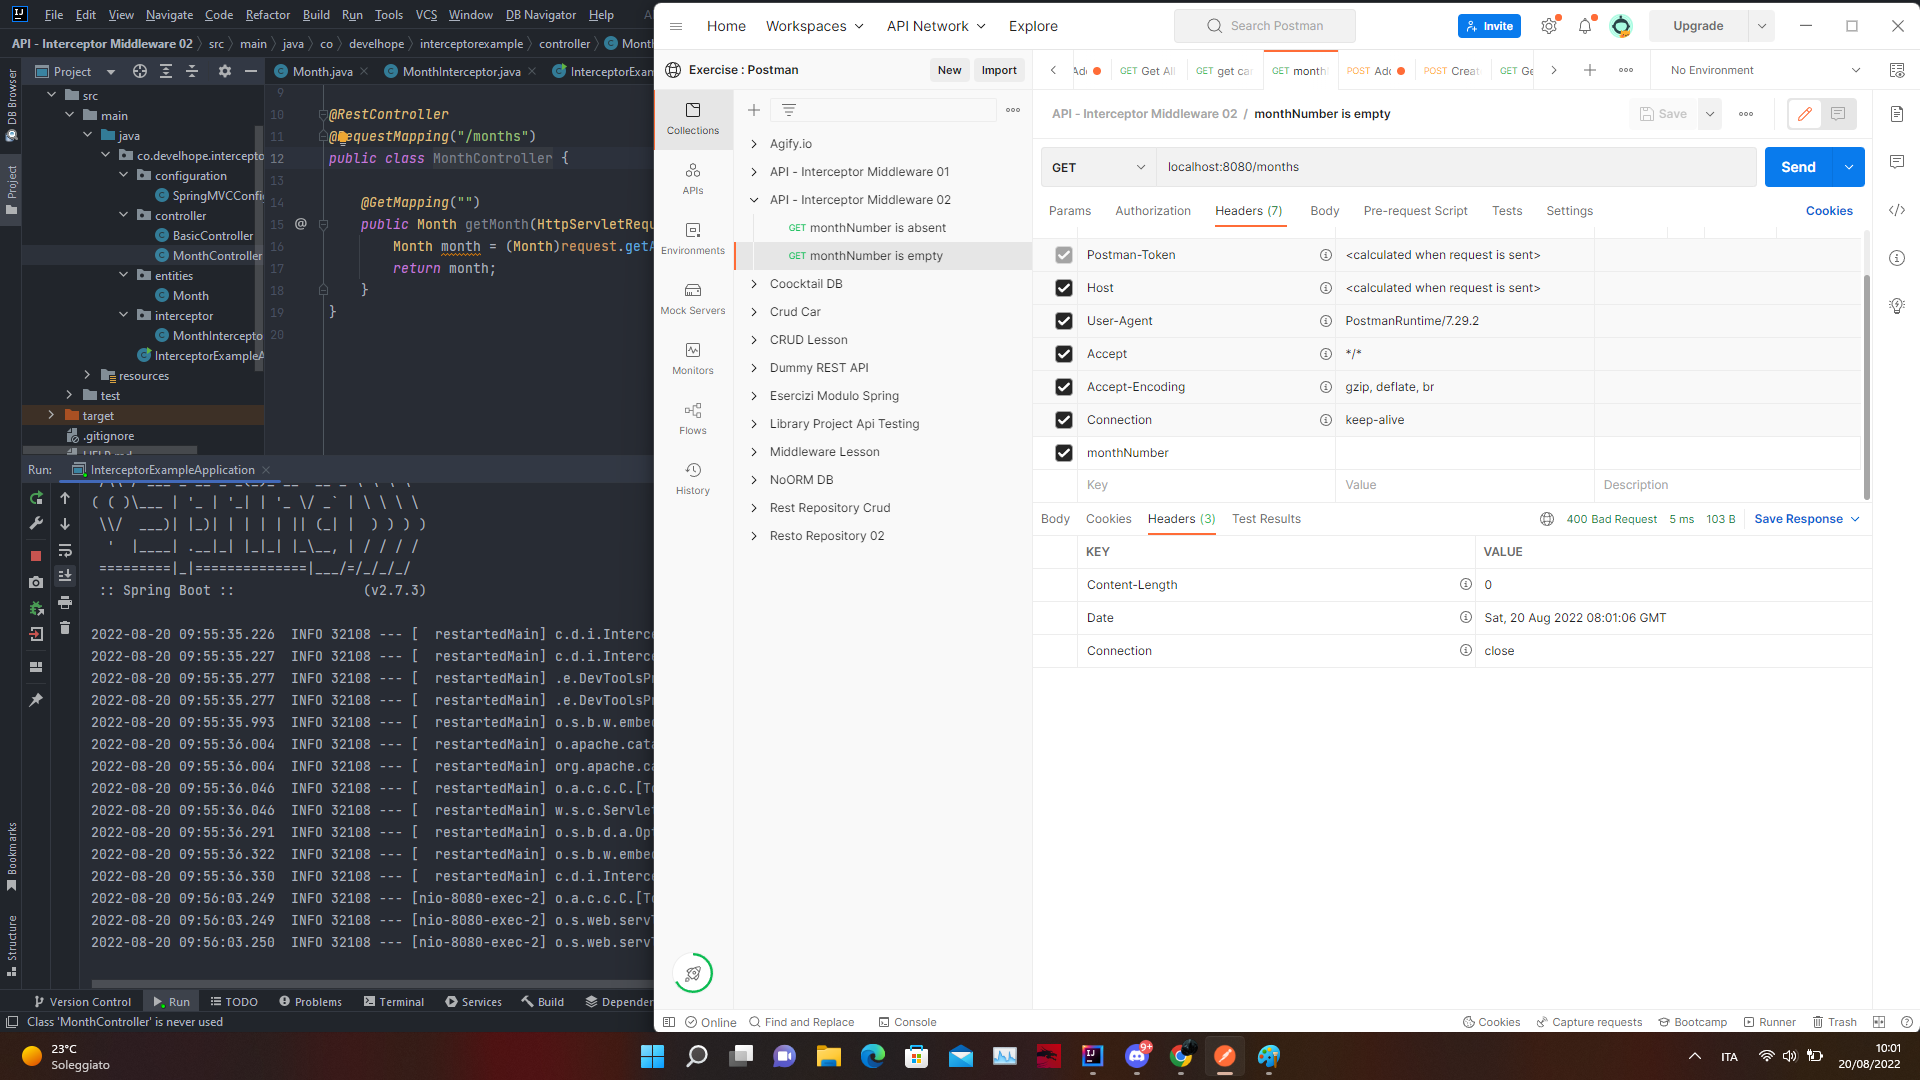 File Edit View Navigate Code Refactor Build Run Tools VCS Window DB Navigator Help
API - Interceptor Middleware 02 src main java co develhope interceptorexample controller
Project
Month.java MonthInterceptor.java
DB Browser
Project
Bookmarks
Structure
src
main
java
co.develhope.intercepto
configuration
SpringMVCConfi
controller
BasicController
MonthController
entities
Month
interceptor
MonthIntercepto
InterceptorExampleA
resources
test
target
.gitignore
9
10 @RestController
11 @RequestMapping("/months")
12 public class MonthController {
13
14 @GetMapping("")
15 @ public Month getMonth(HttpServletRequ
16 Month month = (Month)request.getA
17 return month;
18 }
19 }
20
Run: InterceptorExampleApplication
( ( )\___ | '_ | '_| | '_ \/ _` | \ \ \ \
\\/ ___)| |_)| | | | | || (_| | ) ) ) )
' |____| .__|_| |_|_| |_\__, | / / / /
=========|_|==============|___/=/_/_/_/
:: Spring Boot :: (v2.7.3)
2022-08-20 09:55:35.226 INFO 32108 --- [ restartedMain] c.d.i.Interc
2022-08-20 09:55:35.227 INFO 32108 --- [ restartedMain] c.d.i.Interc
2022-08-20 09:55:35.277 INFO 32108 --- [ restartedMain] .e.DevToolsPr
2022-08-20 09:55:35.277 INFO 32108 --- [ restartedMain] .e.DevToolsPr
2022-08-20 09:55:35.993 INFO 32108 --- [ restartedMain] o.s.b.w.embed
2022-08-20 09:55:36.004 INFO 32108 --- [ restartedMain] o.apache.cata
2022-08-20 09:55:36.004 INFO 32108 --- [ restartedMain] org.apache.ca
2022-08-20 09:55:36.046 INFO 32108 --- [ restartedMain] o.a.c.c.C.[To
2022-08-20 09:55:36.046 INFO 32108 --- [ restartedMain] w.s.c.Servlet
2022-08-20 09:55:36.291 INFO 32108 --- [ restartedMain] o.s.b.d.a.Opt
2022-08-20 09:55:36.322 INFO 32108 --- [ restartedMain] o.s.b.w.embed
2022-08-20 09:55:36.330 INFO 32108 --- [ restartedMain] c.d.i.Interc
2022-08-20 09:56:03.249 INFO 32108 --- [nio-8080-exec-2] o.a.c.c.C.[To
2022-08-20 09:56:03.249 INFO 32108 --- [nio-8080-exec-2] o.s.web.serv
2022-08-20 09:56:03.250 INFO 32108 --- [nio-8080-exec-2] o.s.web.serv
Version Control Run TODO Problems Terminal Services Build Dependen
Class 'MonthController' is never used
Home Workspaces API Network Explore Search Postman Invite Upgrade
Exercise : Postman New Import
GET Get Al GET get ca GET month POST Adc POST Creat GET Ge No Environment
Collections
APIs
Environments
Mock Servers
Monitors
Flows
History
Agify.io
API - Interceptor Middleware 01
API - Interceptor Middleware 02
GET monthNumber is absent
GET monthNumber is empty
Coocktail DB
Crud Car
CRUD Lesson
Dummy REST API
Esercizi Modulo Spring
Library Project Api Testing
Middleware Lesson
NoORM DB
Rest Repository Crud
Resto Repository 02
API - Interceptor Middleware 02 / monthNumber is empty Save
GET localhost:8080/months Send
Params Authorization Headers (7) Body Pre-request Script Tests Settings Cookies
Postman-Token <calculated when request is sent>
Host <calculated when request is sent>
User-Agent PostmanRuntime/7.29.2
Accept */*
Accept-Encoding gzip, deflate, br
Connection keep-alive
monthNumber
Key Value Description
Body Cookies Headers (3) Test Results 400 Bad Request 5 ms 103 B Save Response
KEY VALUE
Content-Length 0
Date Sat, 20 Aug 2022 08:01:06 GMT
Connection close
Online Find and Replace Console Cookies Capture requests Bootcamp Runner Trash
23°C
Soleggiato
9+
ITA
10:01
20/08/2022